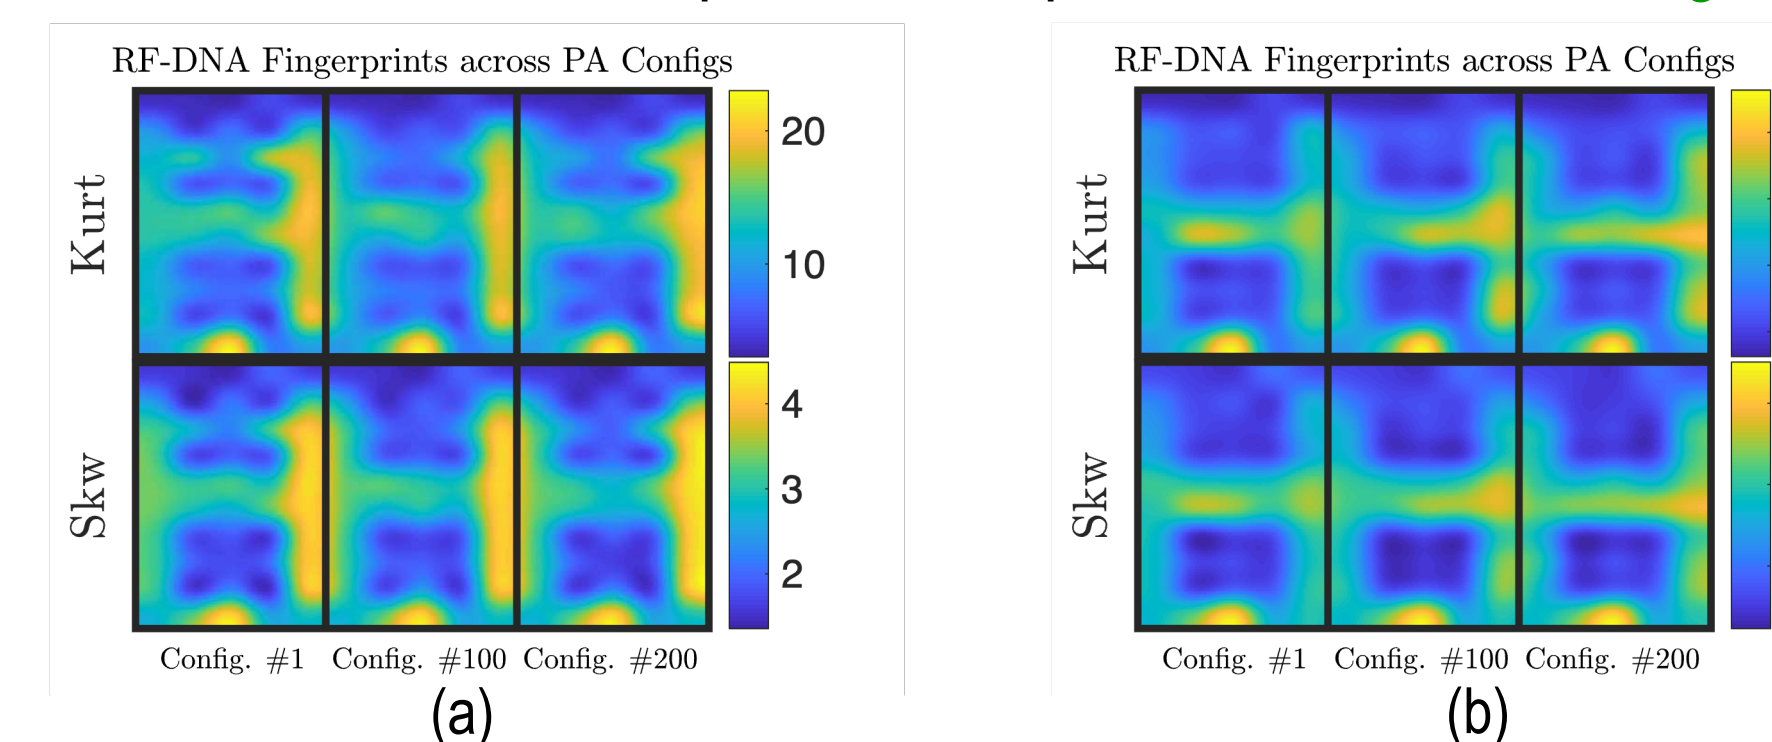 RF-DNA Fingerprints across PA Configs
Kurt
20
10
Skw
4
3
2
Config. #1 Config. #100 Config. #200
(a)
RF-DNA Fingerprints across PA Configs
Kurt
Skw
Config. #1 Config. #100 Config. #200
(b)